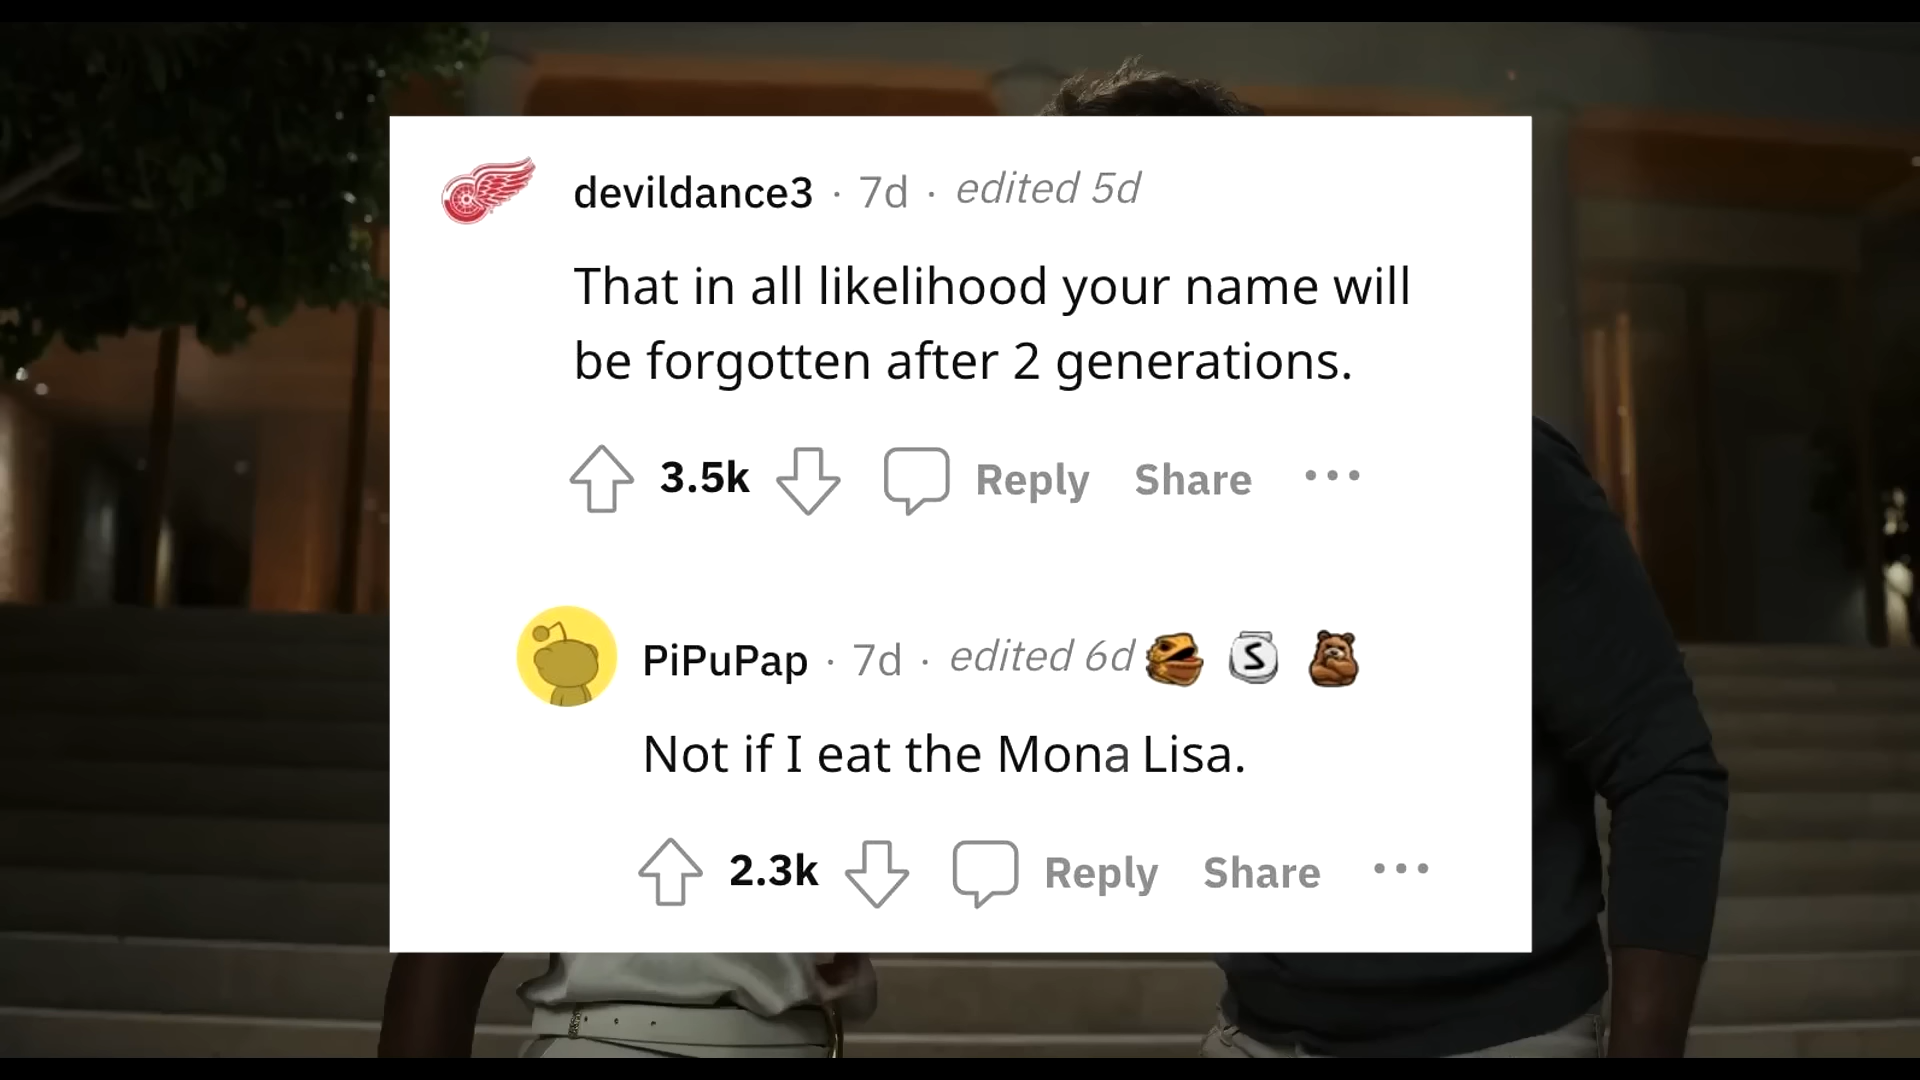 devildance3 · 7d · edited 5d
That in all likelihood your name will
be forgotten after 2 generations.
3.5k Reply Share ···
PiPuPap · 7d · edited 6d S
Not if I eat the Mona Lisa.
2.3k Reply Share ···